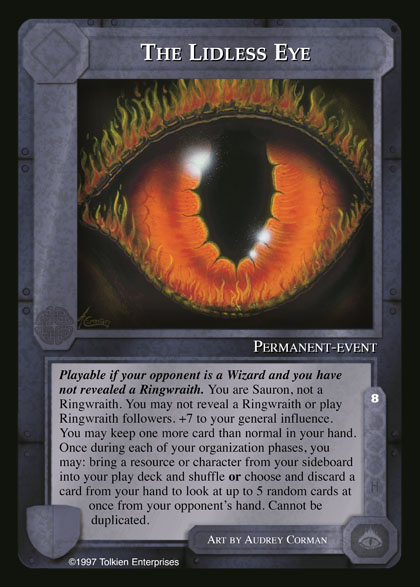 THE LIDLESS EYE
PERMANENT-EVENT
Playable if your opponent is a Wizard and you have
not revealed a Ringwraith. You are Sauron, not a
Ringwraith. You may not reveal a Ringwraith or play
Ringwraith followers. +7 to your general influence.
You may keep one more card than normal in your hand.
Once during each of your organization phases, you
may: bring a resource or character from your sideboard
into your play deck and shuffle or choose and discard a
card from your hand to look at up to 5 random cards at
once from your opponent's hand. Cannot be
duplicated.
8
ART BY AUDREY CORMAN
©1997 Tolkien Enterprises